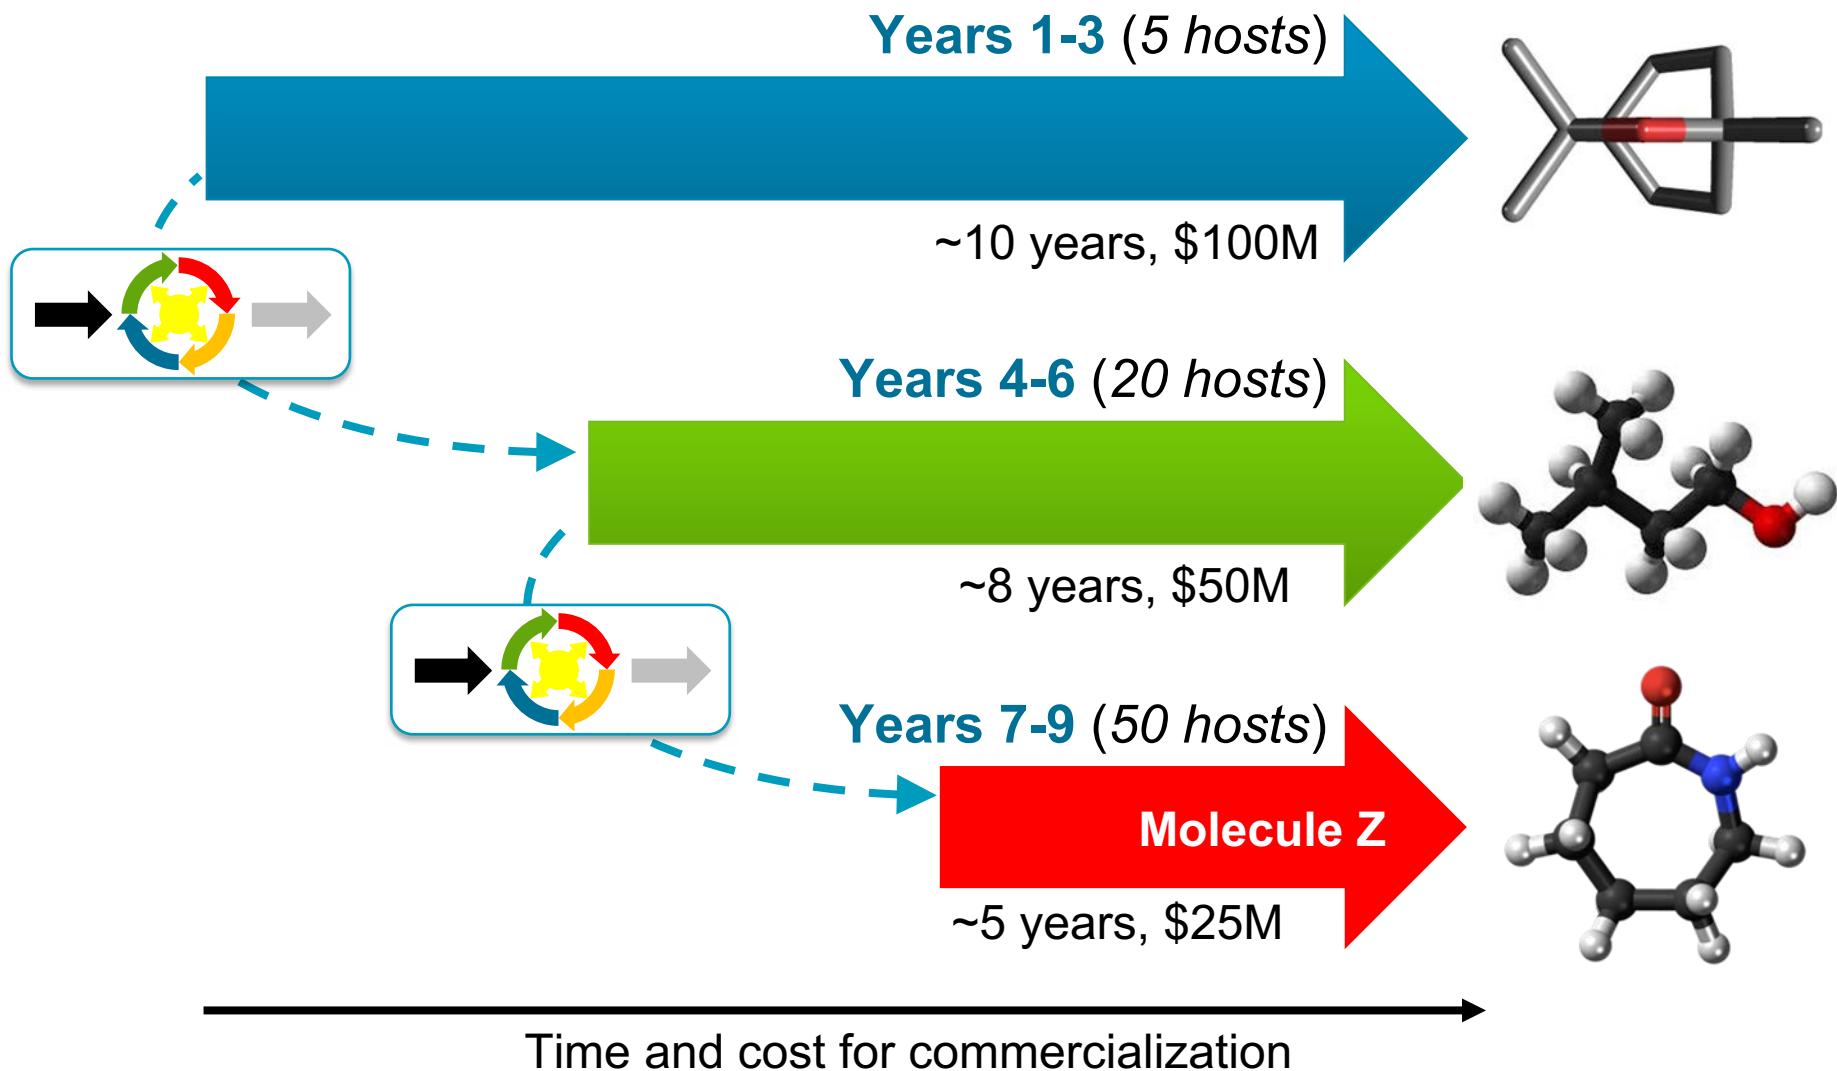 Years 1-3 (5 hosts)
~10 years, $100M
Years 4-6 (20 hosts)
~8 years, $50M
Years 7-9 (50 hosts)
Molecule Z
~5 years, $25M
Time and cost for commercialization